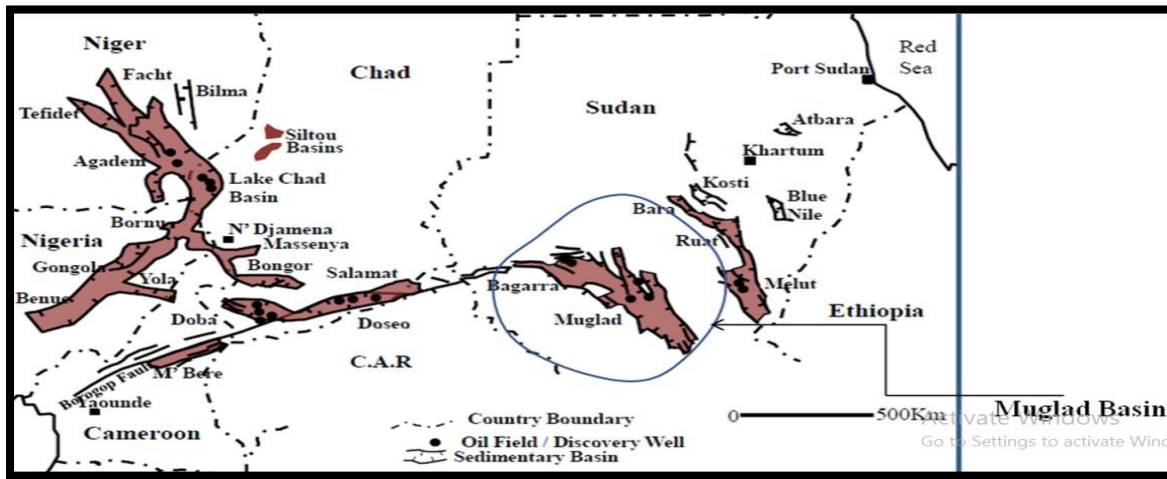 Niger
Facht
Bilma
Tefidet
Agadem
Chad
Siltou
Basins
Lake Chad
Basin
Bornu
N' Djamena
Massenya
Nigeria
Gongola
Yola
Bongor
Benue
Salamat
Doba
Doseo
M' Bere
Borogop Fault
Yaounde
Cameroon
C.A.R
Sudan
Port Sudan
Red
Sea
Atbara
Khartum
Kosti
Blue
Nile
Bara
Ruat
Bagarra
Muglad
Melut
Ethiopia
0 500Km
Muglad Basin
Country Boundary
Oil Field / Discovery Well
Sedimentary Basin
Activate Windows
Go to Settings to activate Wind